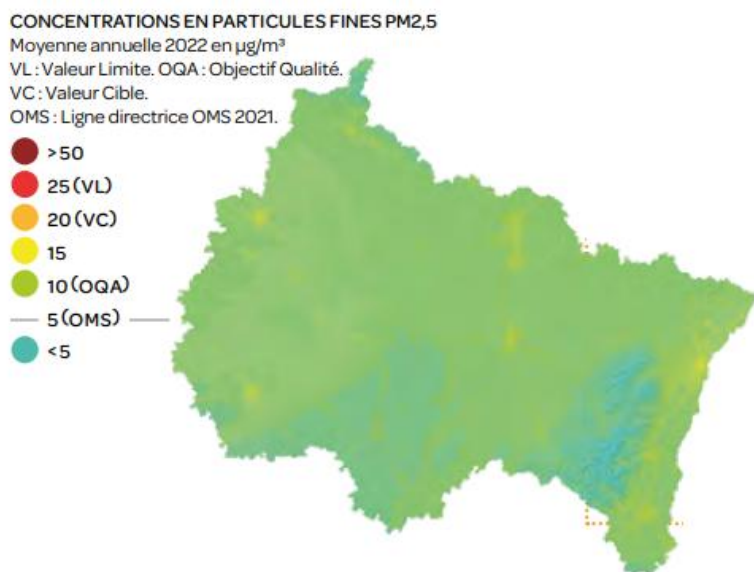 CONCENTRATIONS EN PARTICULES FINES PM2,5
Moyenne annuelle 2022 en µg/m³
VL : Valeur Limite. OQA : Objectif Qualité.
VC : Valeur Cible.
OMS : Ligne directrice OMS 2021.
>50
25 (VL)
20 (VC)
15
10 (OQA)
5 (OMS)
<5